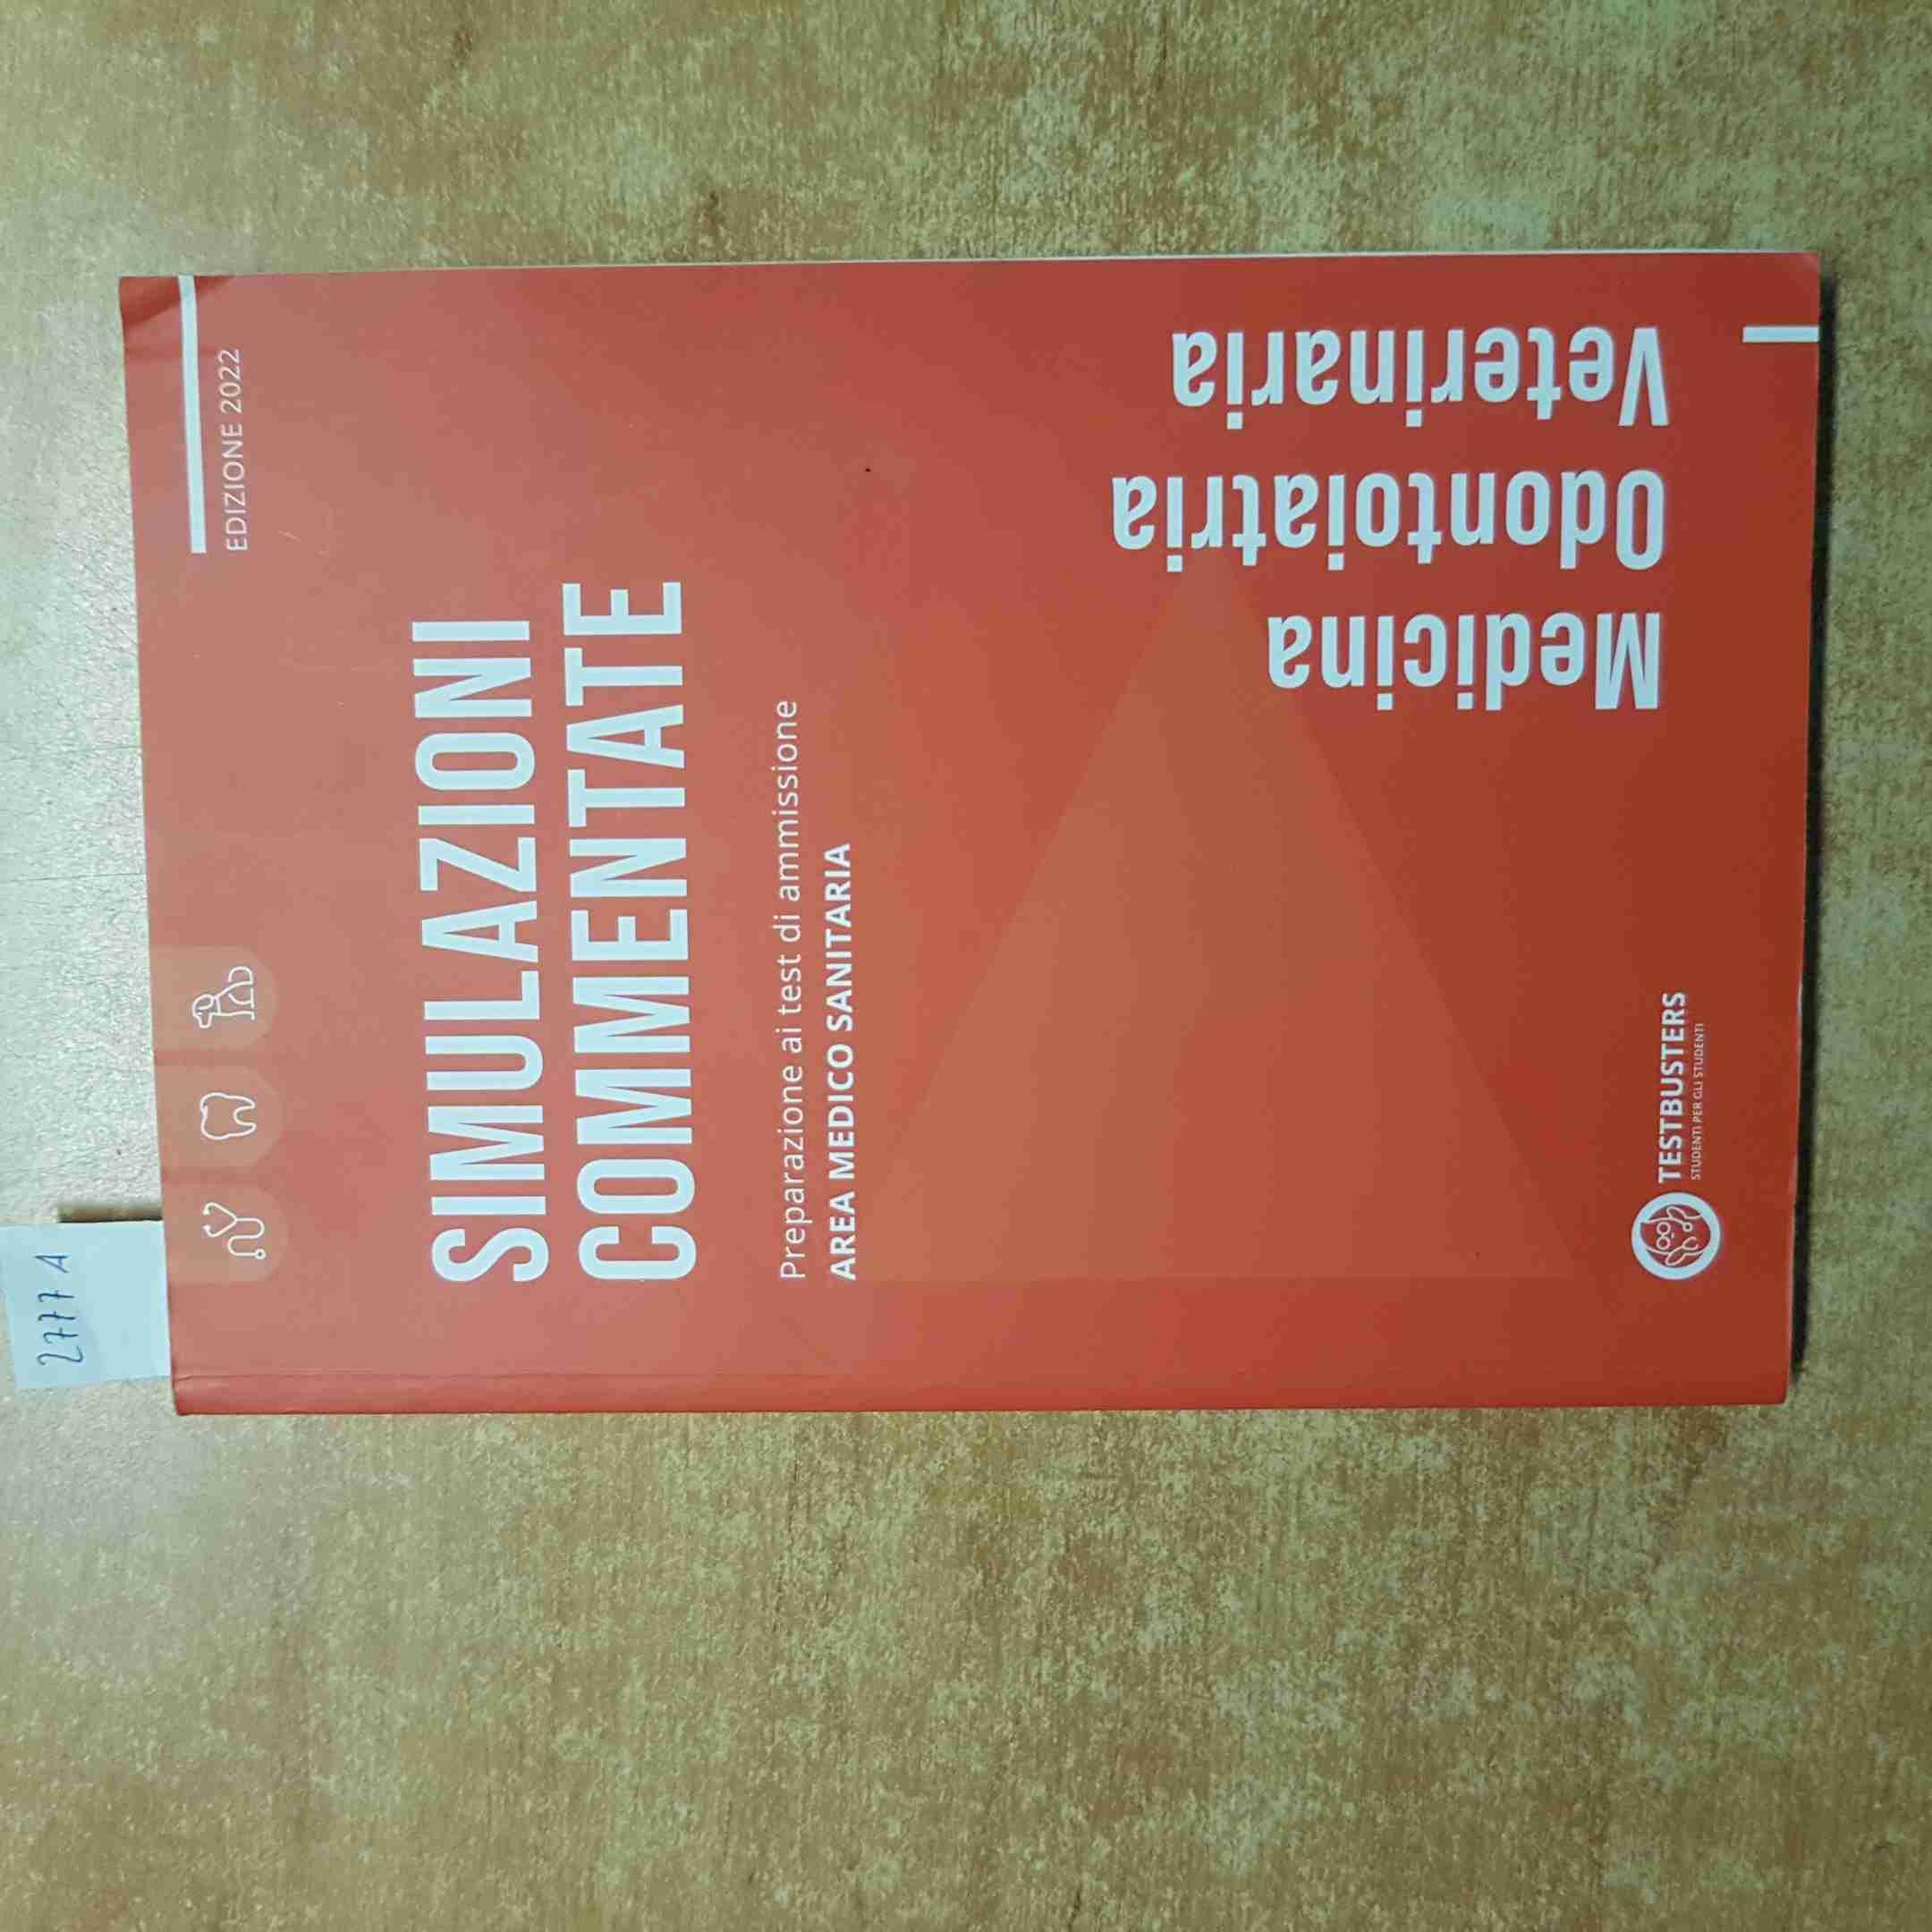 2777 A
EDIZIONE 2022
SIMULAZIONI
COMMENTATE
Preparazione ai test di ammissione
AREA MEDICO SANITARIA
Medicina
Odontoiatria
Veterinaria
TESTBUSTERS
STUDENTI PER GLI STUDENTI